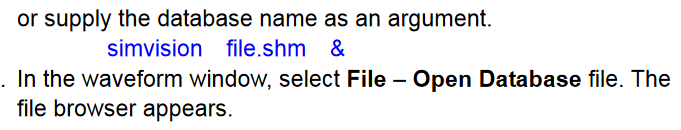 or supply the database name as an argument.
simvision file.shm &
. In the waveform window, select File – Open Database file. The
file browser appears.